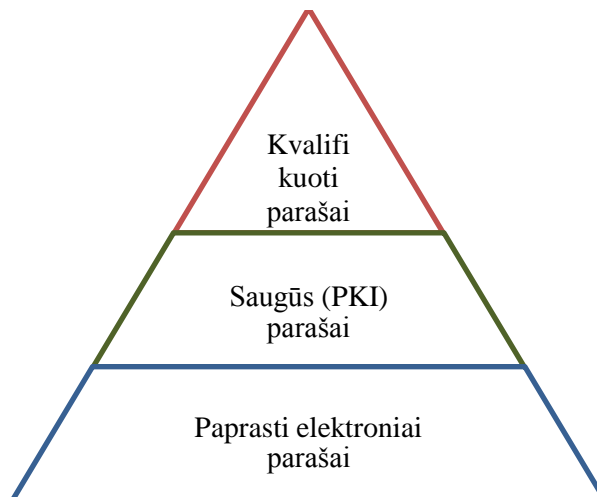 Kvalifi
kuoti
parašai
Saugūs (PKI)
parašai
Paprasti elektroniai
parašai